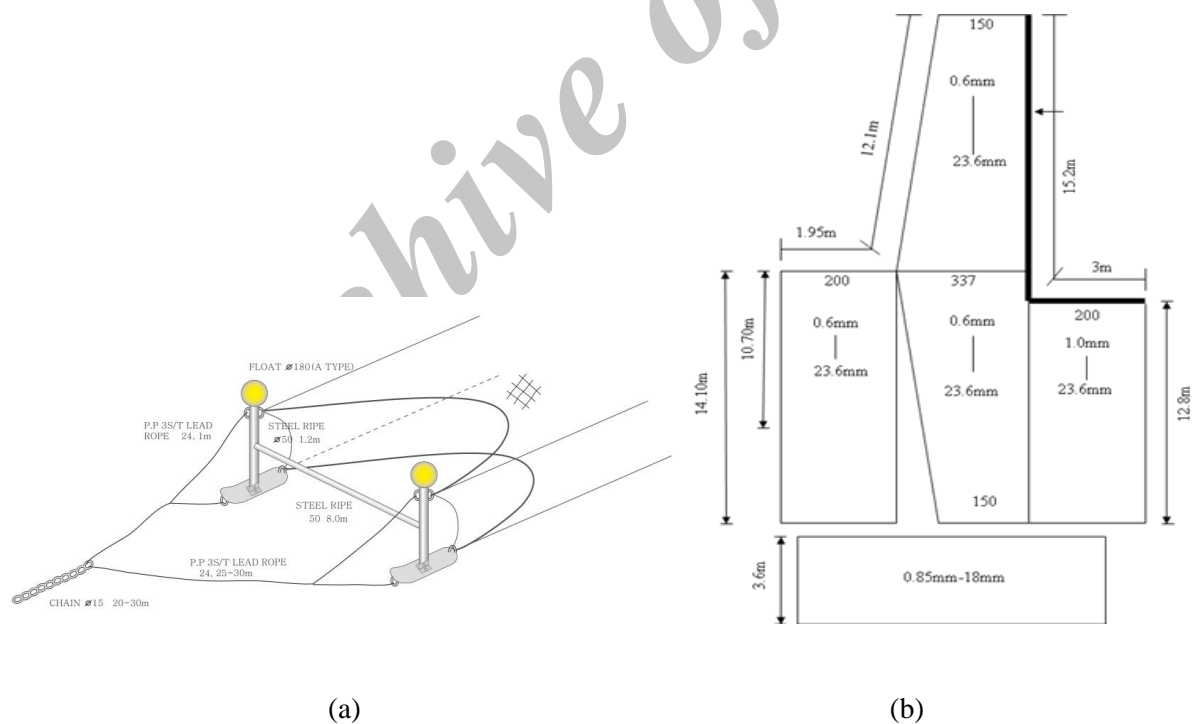 chive of
FLOAT ø180(A TYPE)
P.P 3S/T LEAD
ROPE 24, 1m
STEEL RIPE
ø50 1.2m
STEEL RIPE
50 8.0m
P.P 3S/T LEAD ROPE
24, 25~30m
CHAIN ø15 20~30m
(a)
150
0.6mm
23.6mm
12.1m
15.2m
1.95m
3m
200
337
200
0.6mm
0.6mm
1.0mm
23.6mm
23.6mm
23.6mm
14.10m
10.70m
12.8m
150
3.6m
0.85mm-18mm
(b)